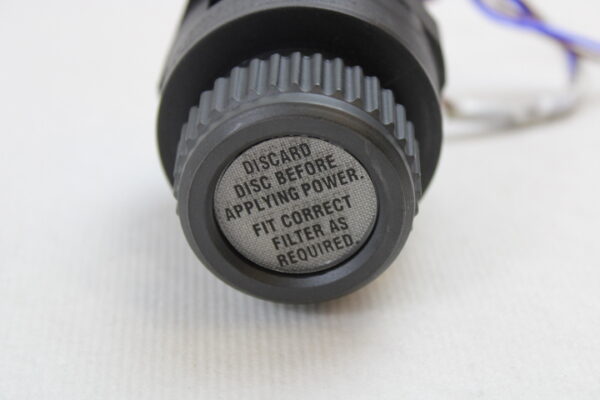 DISCARD
DISC BEFORE
APPLYING POWER.
FIT CORRECT
FILTER AS
REQUIRED.